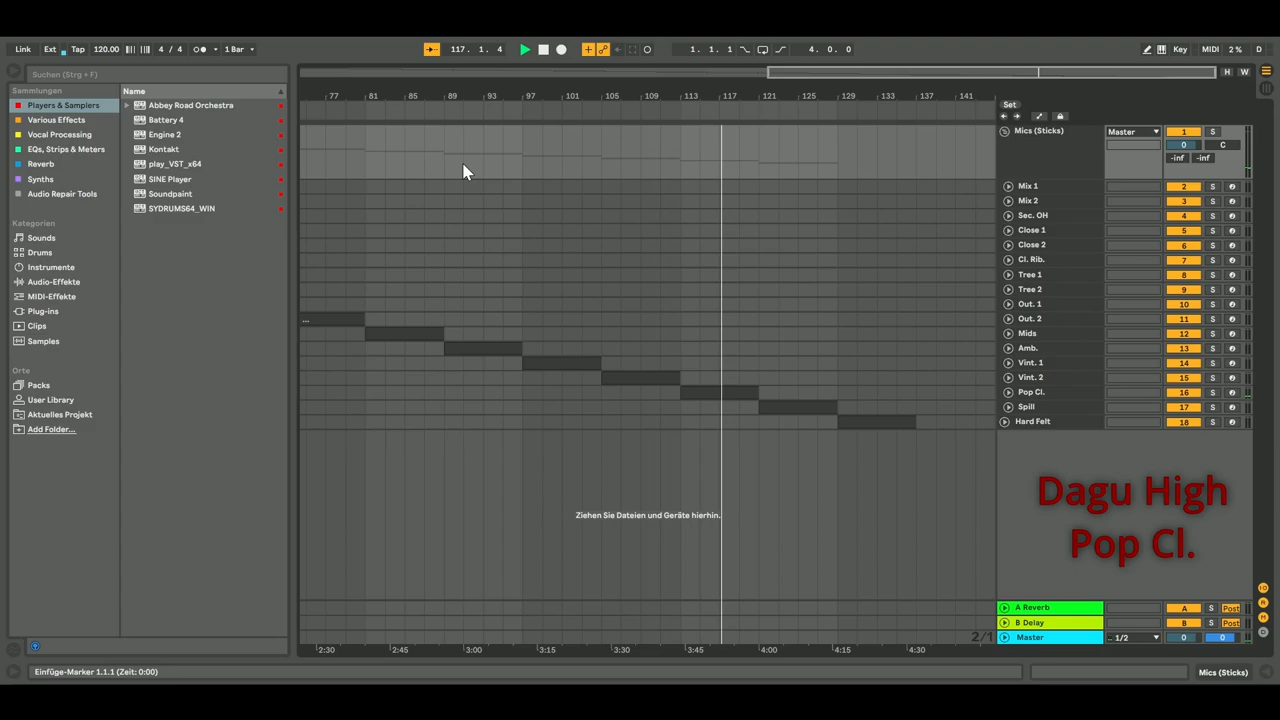 Link Ext Tap 120.00 4 / 4 1 Bar 117. 1. 4 1. 1. 1 4. 0. 0 Key MIDI 2 % D
Suchen (Strg + F)
H W
Sammlungen
Players & Samplers
Various Effects
Vocal Processing
EQs, Strips & Meters
Reverb
Synths
Audio Repair Tools
Kategorien
Sounds
Drums
Instrumente
Audio-Effekte
MIDI-Effekte
Plug-ins
Clips
Samples
Orte
Packs
User Library
Aktuelles Projekt
Add Folder...
Name
Abbey Road Orchestra
Battery 4
Engine 2
Kontakt
play_VST_x64
SINE Player
Soundpaint
SYDRUMS64_WIN
77 81 85 89 93 97 101 105 109 113 117 121 125 129 133 137 141
...
Ziehen Sie Dateien und Geräte hierhin.
2/1
2:30 2:45 3:00 3:15 3:30 3:45 4:00 4:15 4:30
Set
Mics (Sticks) Master 1 S
0 C
-inf -inf
Mix 1 2 S
Mix 2 3 S
Sec. OH 4 S
Close 1 5 S
Close 2 6 S
Cl. Rib. 7 S
Tree 1 8 S
Tree 2 9 S
Out. 1 10 S
Out. 2 11 S
Mids 12 S
Amb. 13 S
Vint. 1 14 S
Vint. 2 15 S
Pop Cl. 16 S
Spill 17 S
Hard Felt 18 S
Dagu High
Pop Cl.
A Reverb A S Post
B Delay B S Post
Master 1/2 0 0
Einfüge-Marker 1.1.1 (Zeit: 0:00)
Mics (Sticks)